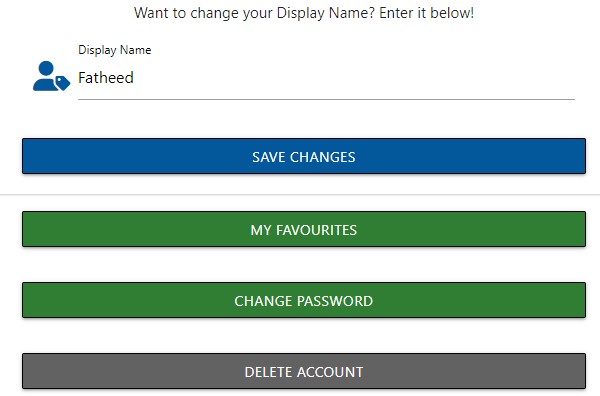 Want to change your Display Name? Enter it below!
Display Name
Fatheed
SAVE CHANGES
MY FAVOURITES
CHANGE PASSWORD
DELETE ACCOUNT